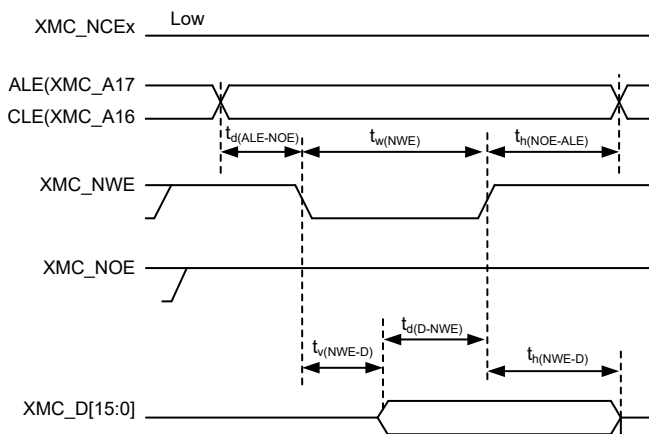 XMC_NCEx Low
ALE(XMC_A17
CLE(XMC_A16
td(ALE-NOE) tw(NWE) th(NOE-ALE)
XMC_NWE
XMC_NOE
tv(NWE-D) td(D-NWE) th(NWE-D)
XMC_D[15:0]